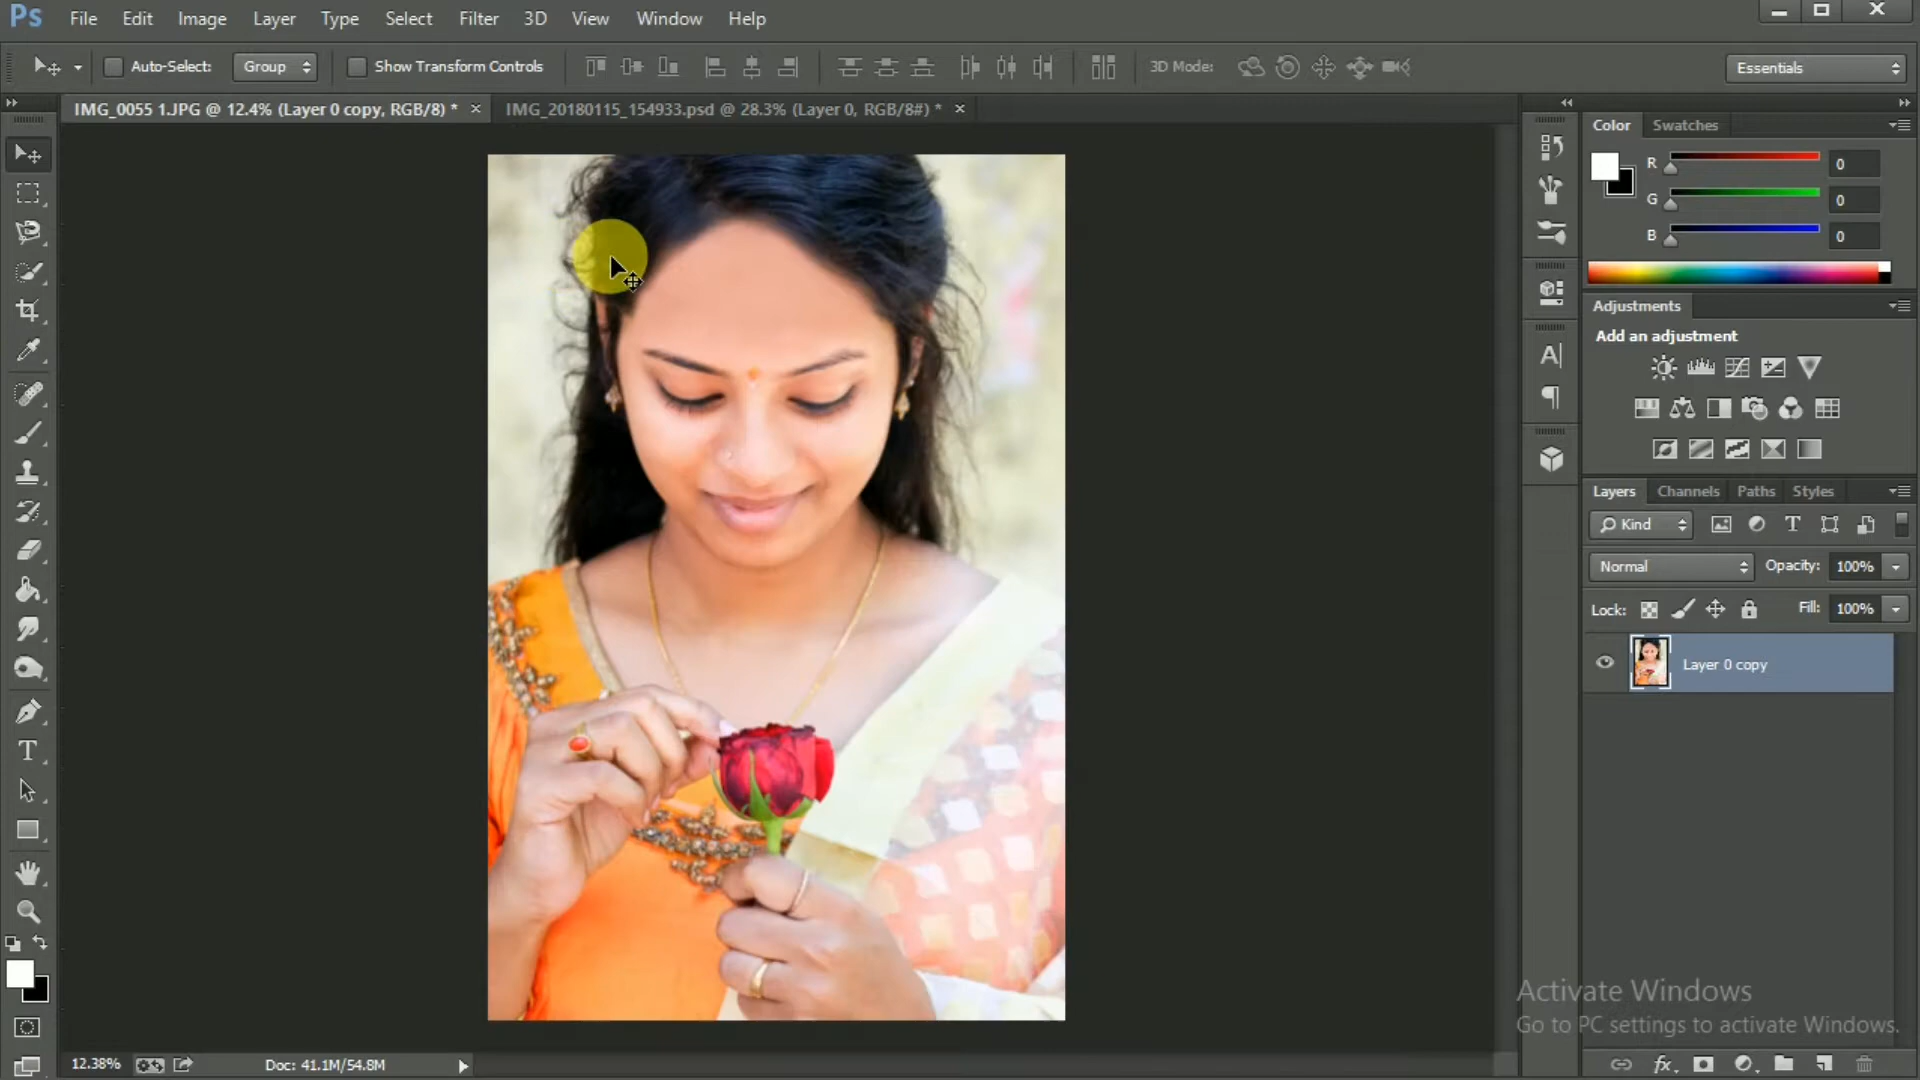 Ps File Edit Image Layer Type Select Filter 3D View Window Help
Auto-Select: Group Show Transform Controls 3D Mode: Essentials
IMG_0055 1.JPG @ 12.4% (Layer 0 copy, RGB/8) * × IMG_20180115_154933.psd @ 28.3% (Layer 0, RGB/8#) * ×
Color Swatches
R 0
G 0
B 0
Adjustments
Add an adjustment
Layers Channels Paths Styles
Kind
Normal Opacity: 100%
Lock: Fill: 100%
Layer 0 copy
Activate Windows
Go to PC settings to activate Windows.
12.38% Doc: 41.1M/54.8M